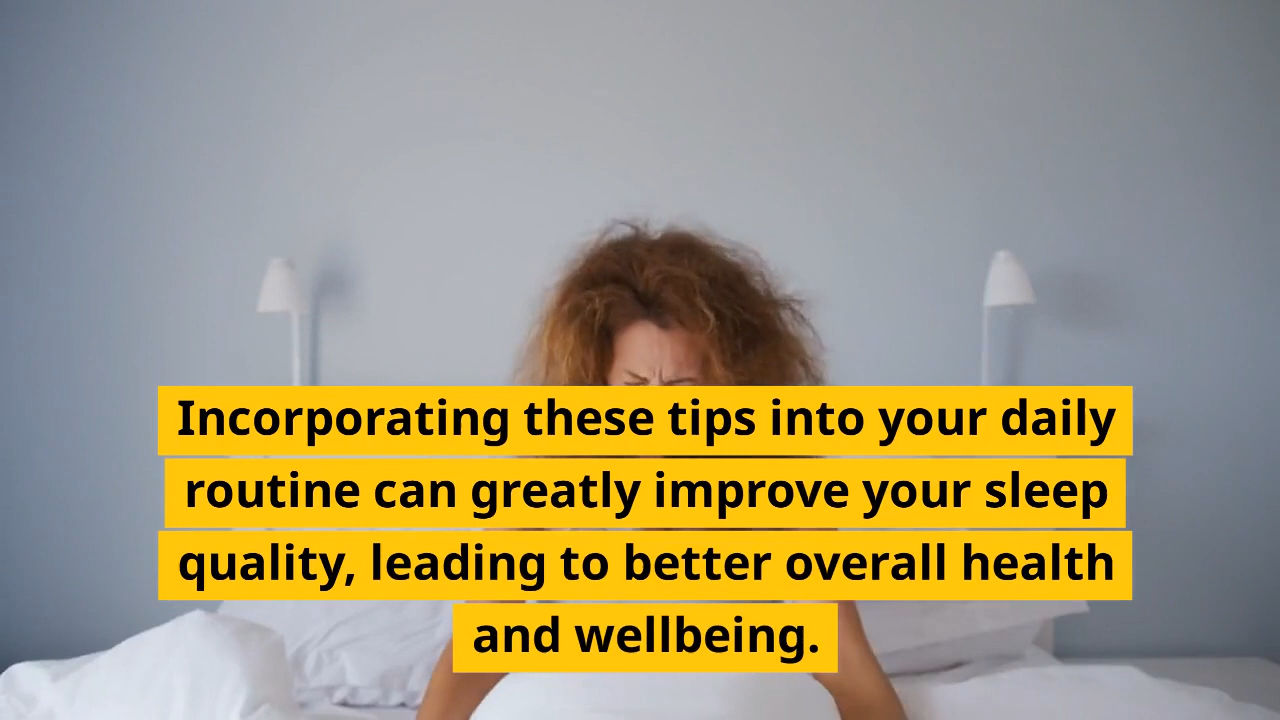 Incorporating these tips into your daily
routine can greatly improve your sleep
quality, leading to better overall health
and wellbeing.